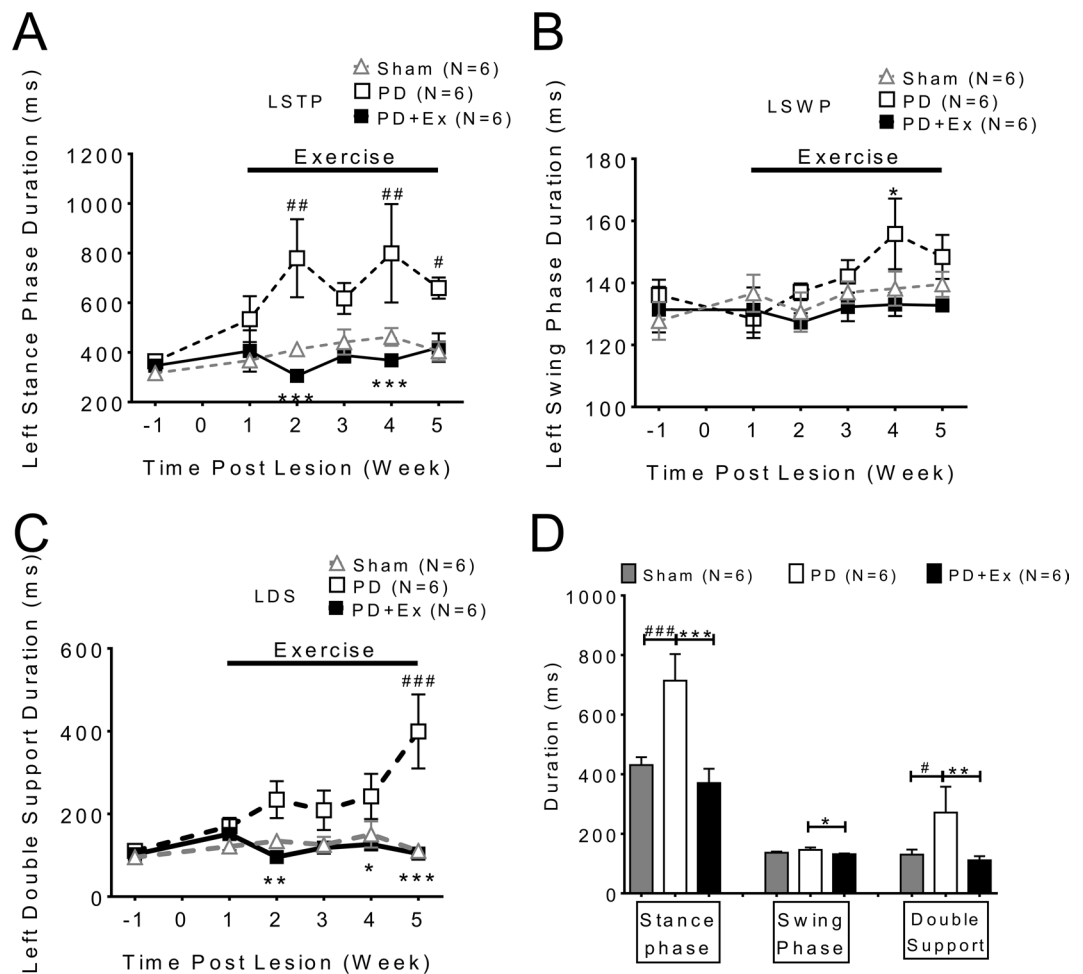 A
Sham (N=6)
PD (N=6)
PD+Ex (N=6)
LSTP
Exercise
Left Stance Phase Duration (ms)
1200
1000
800
600
400
200
##
##
#
***
***
-1 0 1 2 3 4 5
Time Post Lesion (Week)
B
Sham (N=6)
PD (N=6)
PD+Ex (N=6)
LSWP
Exercise
Left Swing Phase Duration (ms)
180
160
140
120
100
*
-1 0 1 2 3 4 5
Time Post Lesion (Week)
C
Sham (N=6)
PD (N=6)
PD+Ex (N=6)
LDS
Exercise
Left Double Support Duration (ms)
600
400
200
0
###
**
*
***
-1 0 1 2 3 4 5
Time Post Lesion (Week)
D
Sham (N=6) PD (N=6) PD+Ex (N=6)
Duration (ms)
1000
800
600
400
200
0
### ***
*
# **
Stance
phase
Swing
Phase
Double
Support